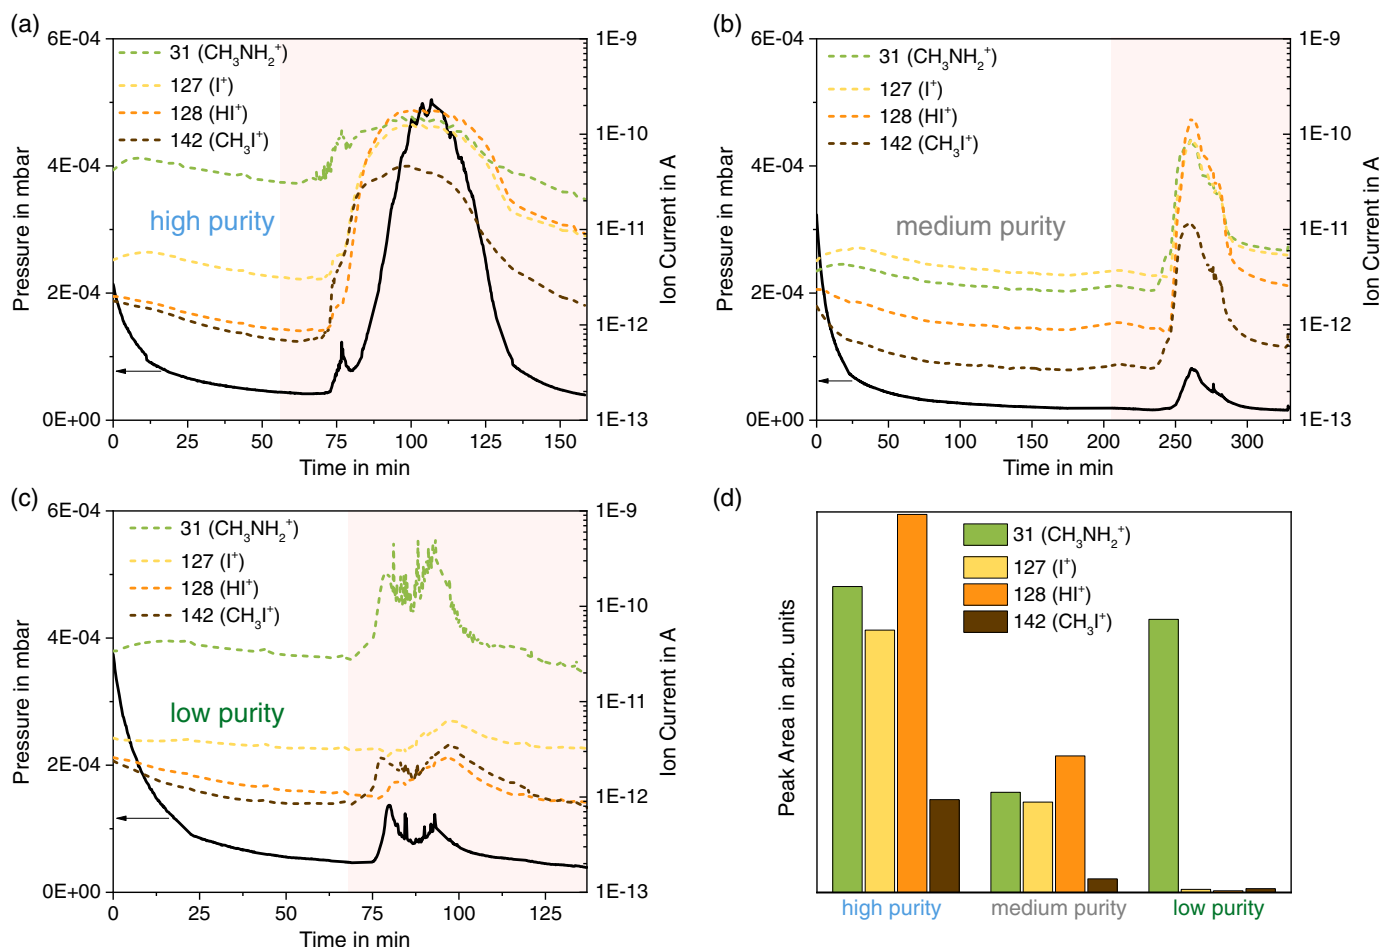 (a)
6E-04
4E-04
2E-04
0E+00
Pressure in mbar
31 (CH₃NH₂⁺)
127 (I⁺)
128 (HI⁺)
142 (CH₃I⁺)
high purity
1E-9
1E-10
1E-11
1E-12
1E-13
Ion Current in A
0 25 50 75 100 125 150
Time in min
(b)
6E-04
4E-04
2E-04
0E+00
Pressure in mbar
31 (CH₃NH₂⁺)
127 (I⁺)
128 (HI⁺)
142 (CH₃I⁺)
medium purity
1E-9
1E-10
1E-11
1E-12
1E-13
Ion Current in A
0 50 100 150 200 250 300
Time in min
(c)
6E-04
4E-04
2E-04
0E+00
Pressure in mbar
31 (CH₃NH₂⁺)
127 (I⁺)
128 (HI⁺)
142 (CH₃I⁺)
low purity
1E-9
1E-10
1E-11
1E-12
1E-13
Ion Current in A
0 25 50 75 100 125
Time in min
(d)
Peak Area in arb. units
31 (CH₃NH₂⁺)
127 (I⁺)
128 (HI⁺)
142 (CH₃I⁺)
high purity medium purity low purity